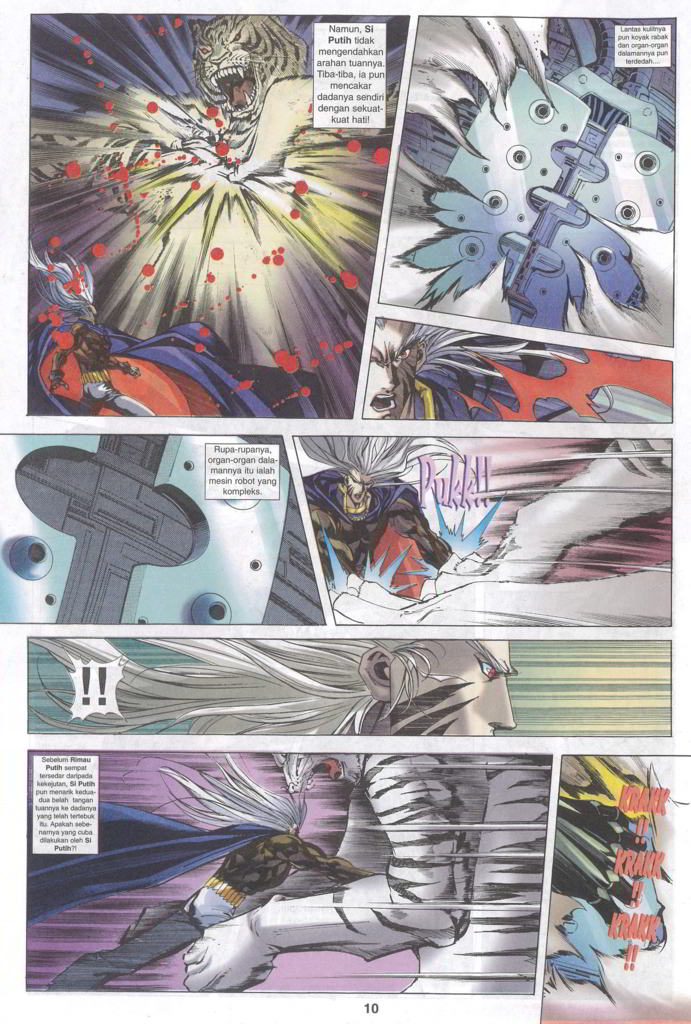 Namun, Si
Putih tidak
mengendahkan
arahan tuannya.
Tiba-tiba, ia pun
mencakar
dadanya sendiri
dengan sekuat-
kuat hati!
Lantas kulitnya
pun koyak rabak
dan organ-organ
dalamannya pun
terdedah....
Rupa-rupanya,
organ-organ dala-
mannya itu ialah
mesin robot yang
kompleks.
Pukk!!
!!
Sebelum Rimau
Putih sempat
tersedar daripada
kekejutan, Si Putih
pun menarik kedua-
dua belah tangan
tuannya ke dadanya
yang telah tertebuk
itu. Apakah sebe-
narnya yang cuba
dilakukan oleh Si
Putih?!
KRAKK
!!
KRAKK
!!
KRAKK
!!
10